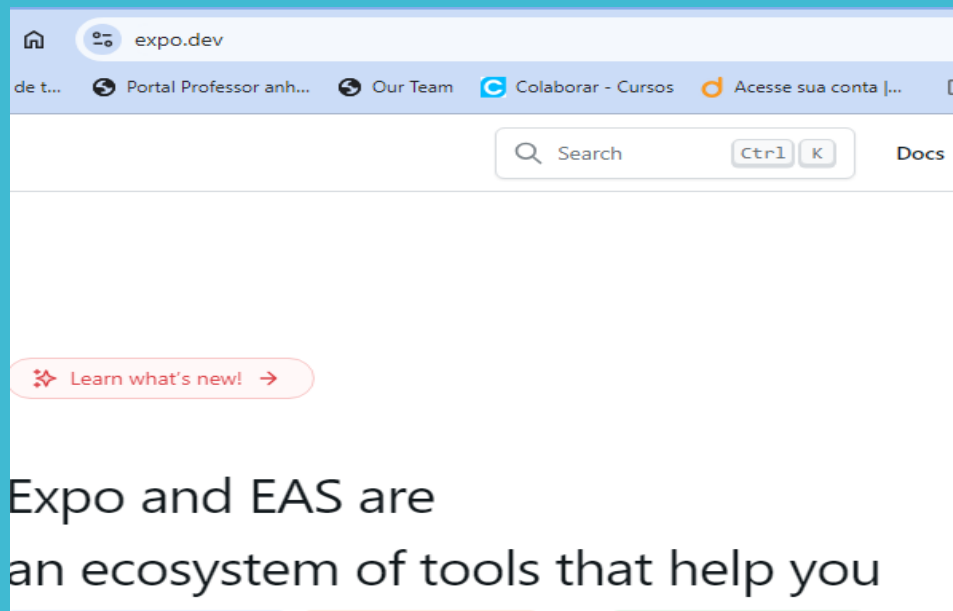 expo.dev
de t... Portal Professor anh... Our Team Colaborar - Cursos Acesse sua conta |...
Search Ctrl K Docs
Learn what's new!
Expo and EAS are
an ecosystem of tools that help you